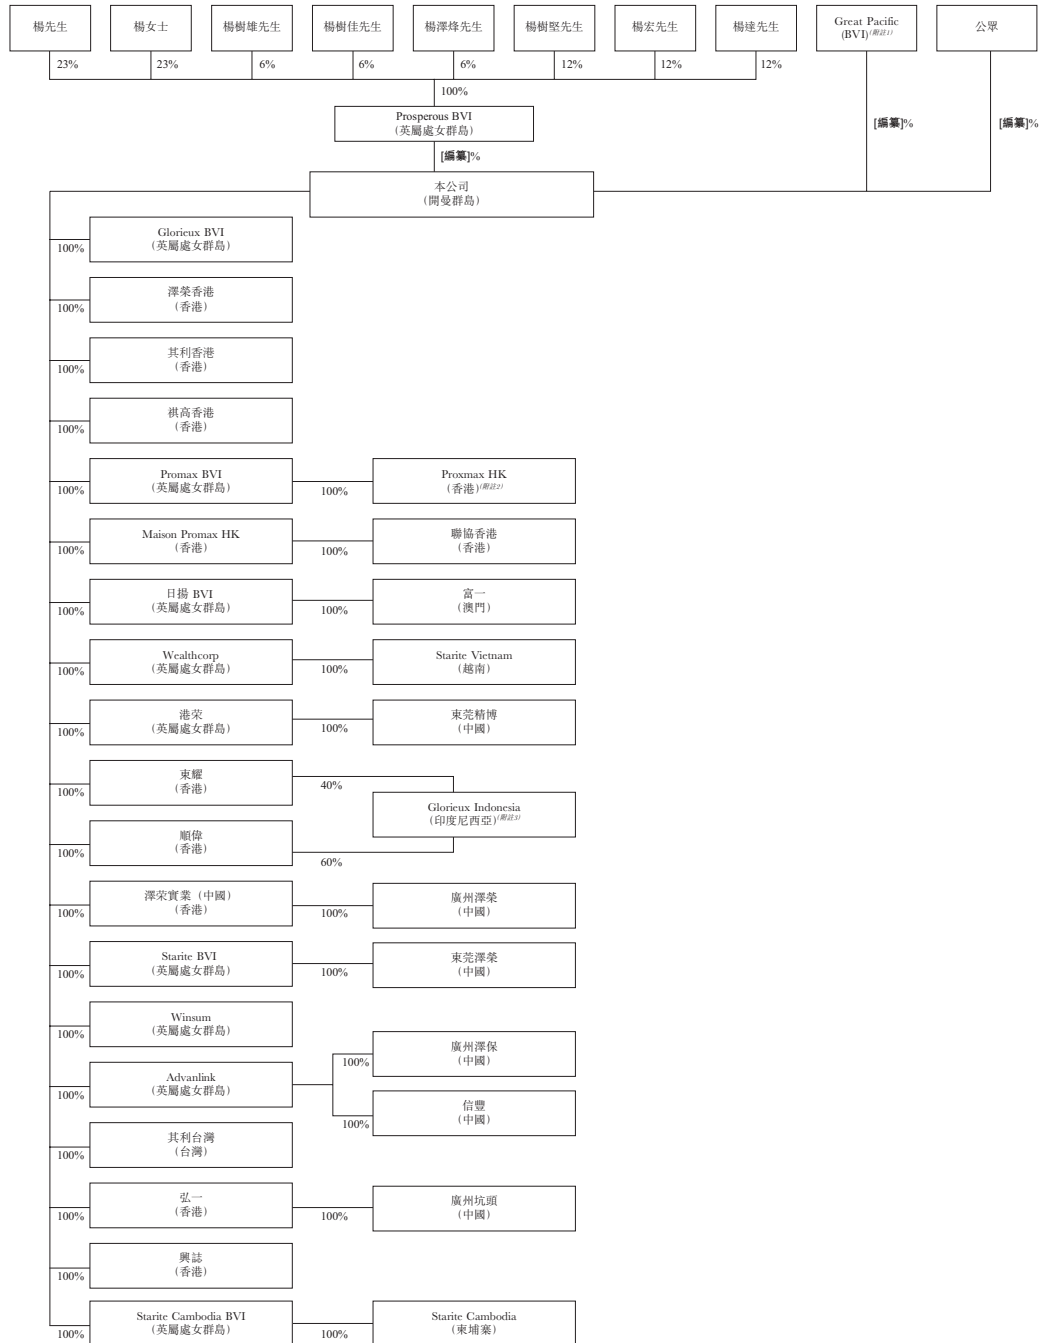 楊先生
楊女士
楊樹雄先生
楊樹佳先生
楊澤烽先生
楊樹堅先生
楊宏先生
楊達先生
Great Pacific
(BVI)(附註1)
公眾
23%
23%
6%
6%
6%
12%
12%
12%
100%
Prosperous BVI
(英屬處女群島)
[編纂]%
[編纂]%
[編纂]%
本公司
(開曼群島)
Glorieux BVI
(英屬處女群島)
100%
澤榮香港
(香港)
100%
其利香港
(香港)
100%
祺高香港
(香港)
100%
Promax BVI
(英屬處女群島)
100%
100%
Proxmax HK
(香港)(附註2)
Maison Promax HK
(香港)
100%
100%
聯協香港
(香港)
日揚 BVI
(英屬處女群島)
100%
100%
富一
(澳門)
Wealthcorp
(英屬處女群島)
100%
100%
Starite Vietnam
(越南)
港荣
(英屬處女群島)
100%
100%
東莞精博
(中國)
東耀
(香港)
100%
40%
Glorieux Indonesia
(印度尼西亞)(附註3)
順偉
(香港)
100%
60%
澤荣實業(中國)
(香港)
100%
100%
廣州澤榮
(中國)
Starite BVI
(英屬處女群島)
100%
100%
東莞澤榮
(中國)
Winsum
(英屬處女群島)
100%
Advanlink
(英屬處女群島)
100%
100%
廣州澤保
(中國)
100%
信豐
(中國)
其利台灣
(台灣)
100%
弘一
(香港)
100%
100%
廣州坑頭
(中國)
興誌
(香港)
100%
Starite Cambodia BVI
(英屬處女群島)
100%
100%
Starite Cambodia
(柬埔寨)